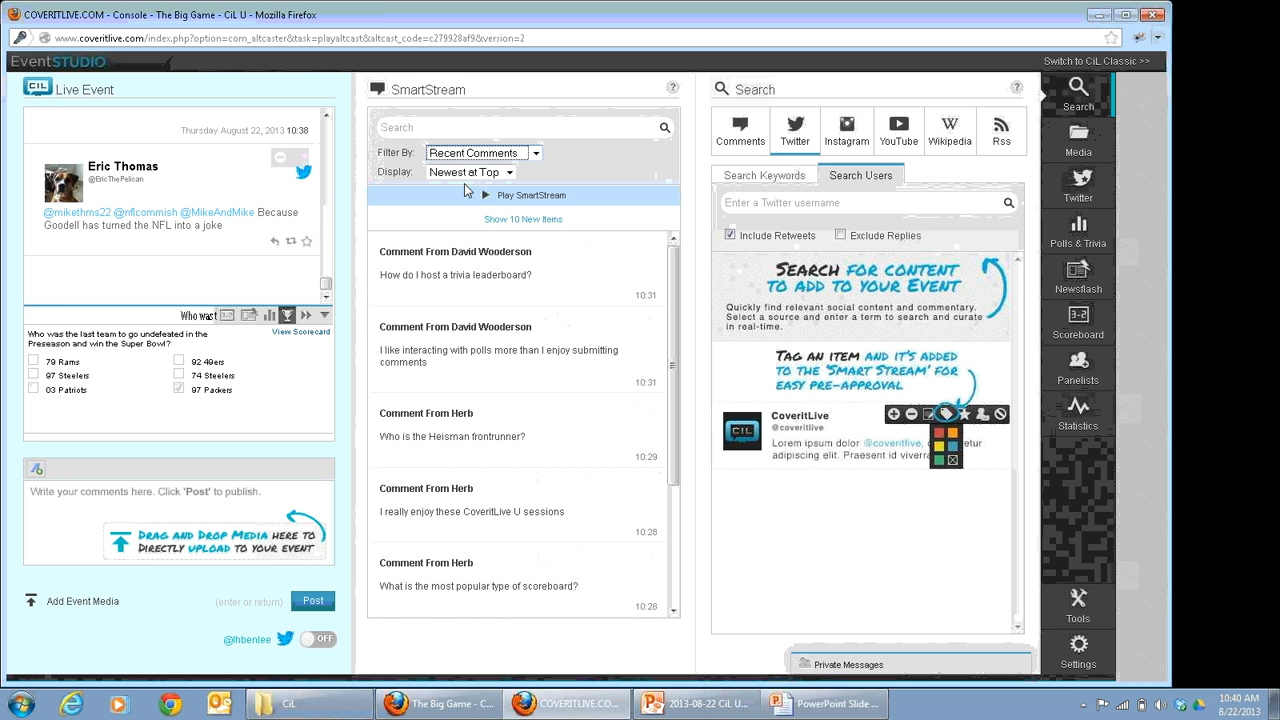 COVERITLIVE.COM - Console - The Big Game - CiL U - Mozilla Firefox
www.coveritlive.com/index.php?option=com_altcaster&task=playaltcast&altcast_code=c279928af9&version=2
EventSTUDIO
Switch to CiL Classic >>
CiL Live Event
Thursday August 22, 2013 10:38
Eric Thomas
@EricThePelican
@mikethms22 @nflcommish @MikeAndMike Because
Goodell has turned the NFL into a joke
Who was
Who was the last team to go undefeated in the
Preseason and win the Super Bowl?
View Scorecard
79 Rams
92 49ers
97 Steelers
74 Steelers
03 Patriots
97 Packers
Write your comments here. Click 'Post' to publish.
Drag and Drop Media here to
Directly upload to your event
Add Event Media
(enter or return)
Post
@lhbenlee
OFF
SmartStream
?
Search
Filter By:
Recent Comments
Display:
Newest at Top
Play SmartStream
Show 10 New Items
Comment From David Wooderson
How do I host a trivia leaderboard?
10:31
Comment From David Wooderson
I like interacting with polls more than I enjoy submitting
comments
10:31
Comment From Herb
Who is the Heisman frontrunner?
10:29
Comment From Herb
I really enjoy these CoveritLive U sessions
10:28
Comment From Herb
What is the most popular type of scoreboard?
10:28
Search
?
Comments
Twitter
Instagram
YouTube
W
Wikipedia
Rss
Search Keywords
Search Users
Enter a Twitter username
Include Retweets
Exclude Replies
Search for content
to add to your Event
Quickly find relevant social content and commentary.
Select a source and enter a term to search and curate
in real-time.
Tag an item and it's added
to the 'Smart Stream' for
easy pre-approval
CiL
CoveritLive
@coveritlive
Lorem ipsum dolor @coveritlive, c
ctetur
adipiscing elit. Praesent id viverra
Private Messages
Search
Media
Twitter
Polls & Trivia
Newsflash
3-2
Scoreboard
Panelists
Statistics
Tools
Settings
CiL
The Big Game - C...
COVERITLIVE.CO...
2013-08-22 CiL U...
PowerPoint Slide ...
10:40 AM
8/22/2013